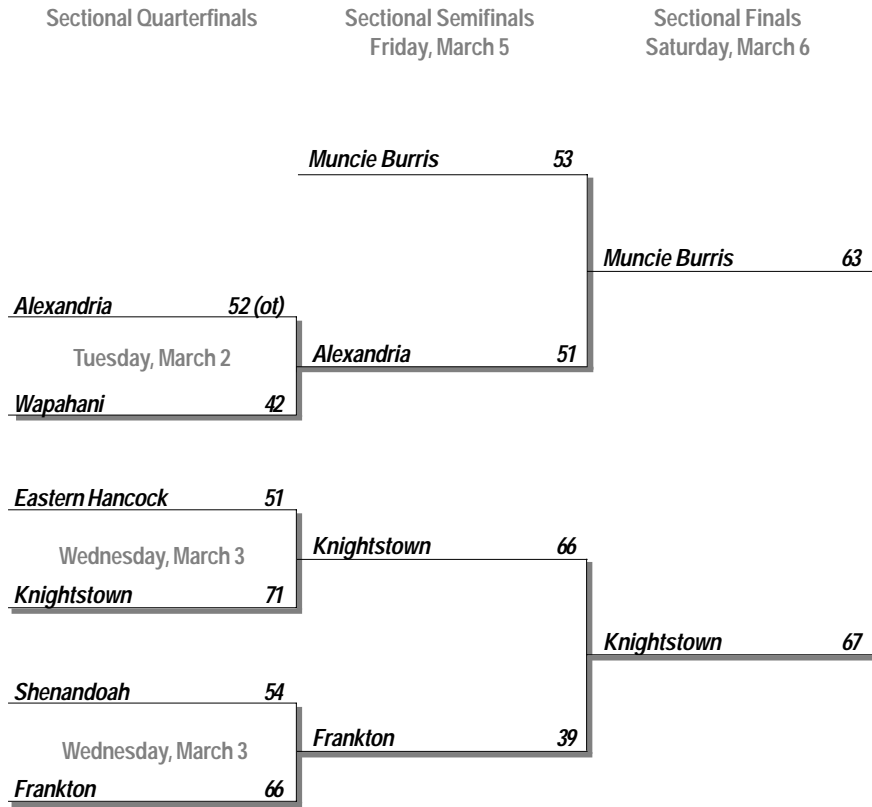 Sectional Quarterfinals
Sectional Semifinals
Friday, March 5
Sectional Finals
Saturday, March 6
Muncie Burris 53
Muncie Burris 63
Alexandria 52 (ot)
Tuesday, March 2
Alexandria 51
Wapahani 42
Eastern Hancock 51
Wednesday, March 3
Knightstown 66
Knightstown 71
Knightstown 67
Shenandoah 54
Wednesday, March 3
Frankton 39
Frankton 66